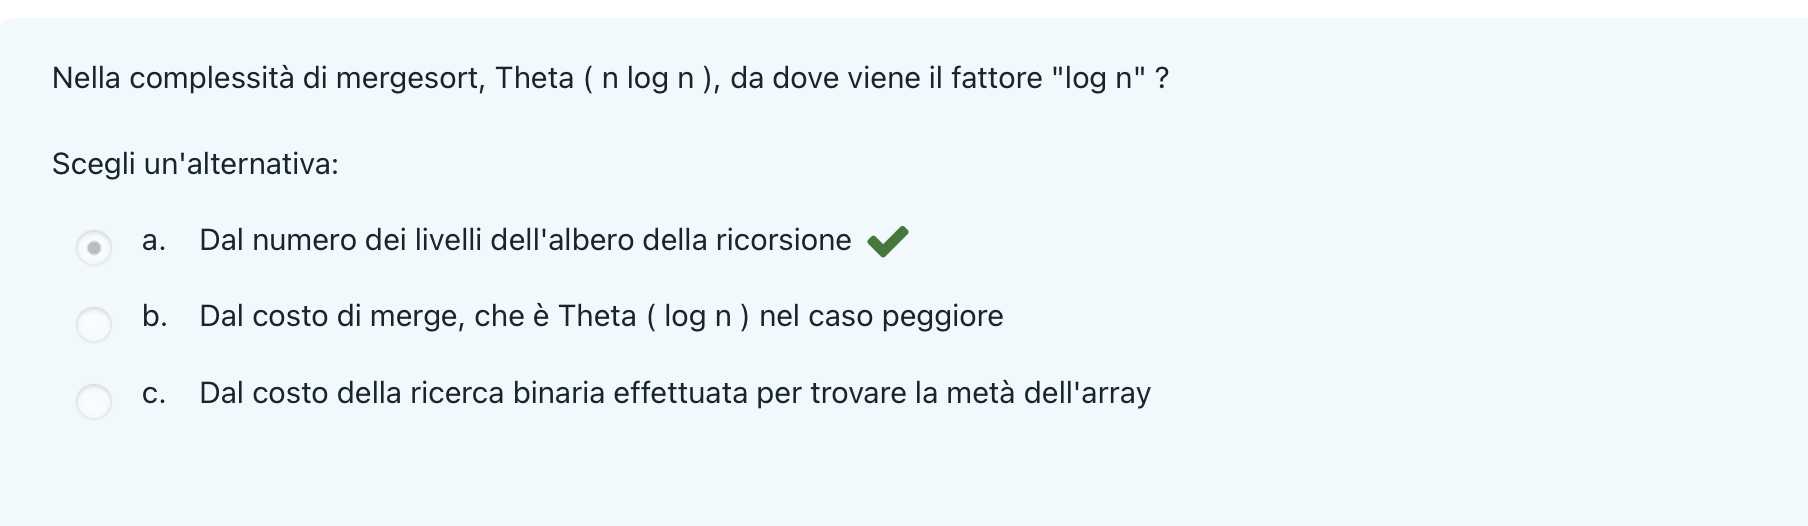 Nella complessità di mergesort, Theta ( n log n ), da dove viene il fattore "log n" ?
Scegli un'alternativa:
a. Dal numero dei livelli dell'albero della ricorsione
b. Dal costo di merge, che è Theta ( log n ) nel caso peggiore
c. Dal costo della ricerca binaria effettuata per trovare la metà dell'array